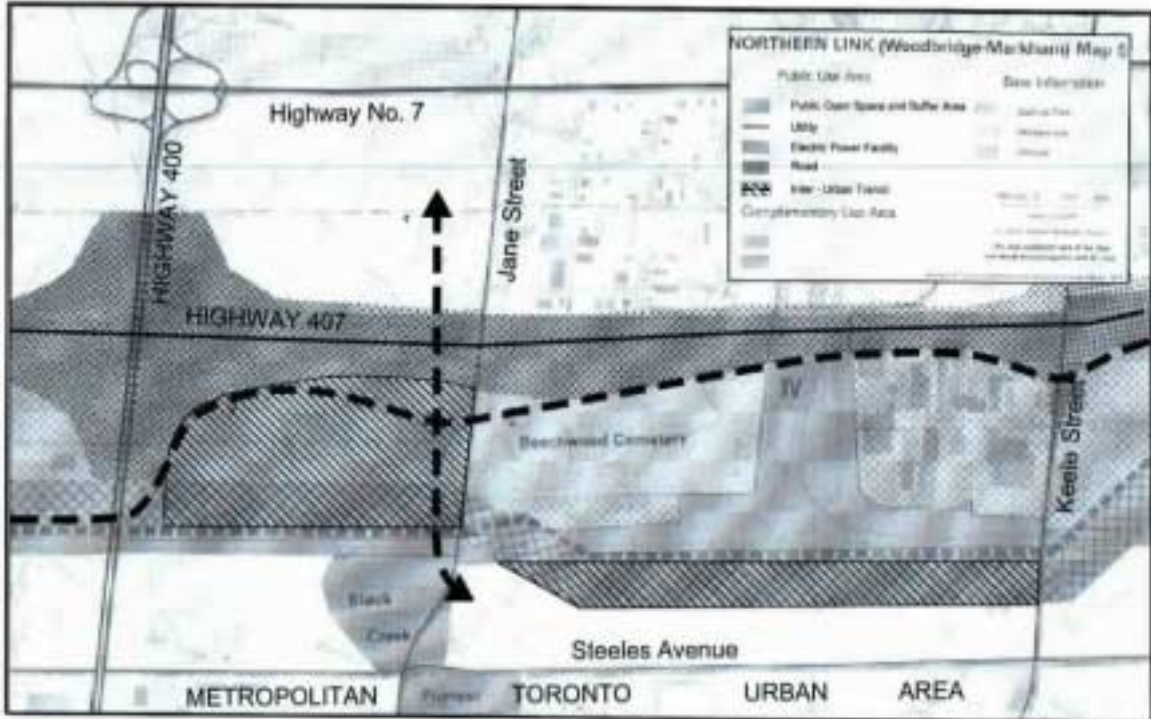 NORTHERN LINK (Woodbridge-Markham) Map
Public Use Area
Base Information
Public Open Space and Buffer Area
Utility
Electric Power Facility
Road
Inter - Urban Transit
Complementary Use Area
Highway No. 7
HIGHWAY 400
Jane Street
HIGHWAY 407
IV
Beechwood Cemetery
Keele Street
Black
Creek
Steeles Avenue
Pioneer
METROPOLITAN TORONTO URBAN AREA